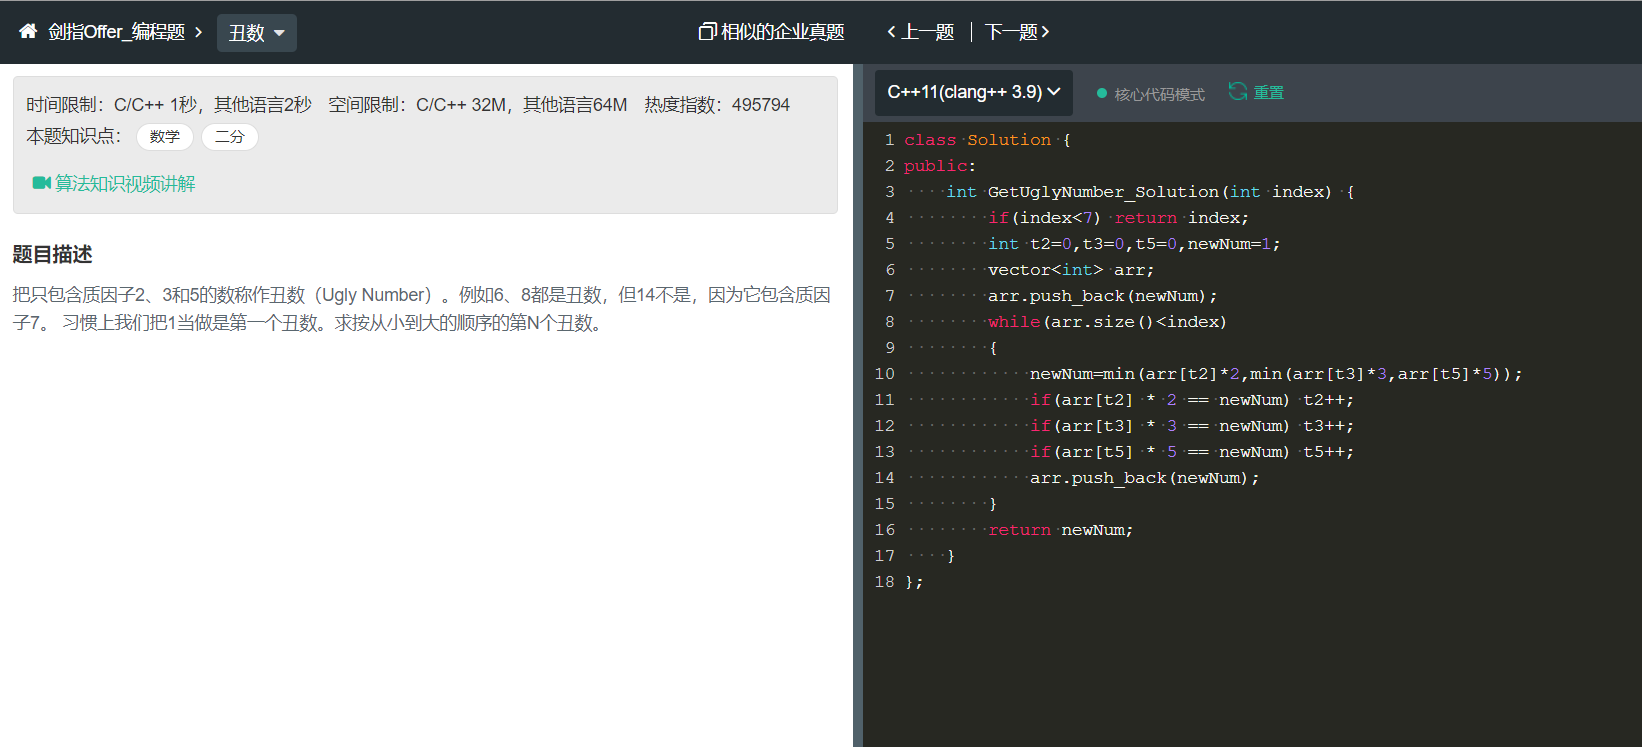 剑指Offer_编程题 丑数 相似的企业真题 上一题 下一题
时间限制：C/C++ 1秒，其他语言2秒 空间限制：C/C++ 32M，其他语言64M 热度指数：495794
本题知识点： 数学 二分
算法知识视频讲解
题目描述
把只包含质因子2、3和5的数称作丑数（Ugly Number）。例如6、8都是丑数，但14不是，因为它包含质因
子7。 习惯上我们把1当做是第一个丑数。求按从小到大的顺序的第N个丑数。
C++11(clang++ 3.9) 核心代码模式 重置
1 class Solution {
2 public:
3     int GetUglyNumber_Solution(int index) {
4         if(index<7) return index;
5         int t2=0,t3=0,t5=0,newNum=1;
6         vector<int> arr;
7         arr.push_back(newNum);
8         while(arr.size()<index)
9         {
10             newNum=min(arr[t2]*2,min(arr[t3]*3,arr[t5]*5));
11             if(arr[t2] * 2 == newNum) t2++;
12             if(arr[t3] * 3 == newNum) t3++;
13             if(arr[t5] * 5 == newNum) t5++;
14             arr.push_back(newNum);
15         }
16         return newNum;
17     }
18 };